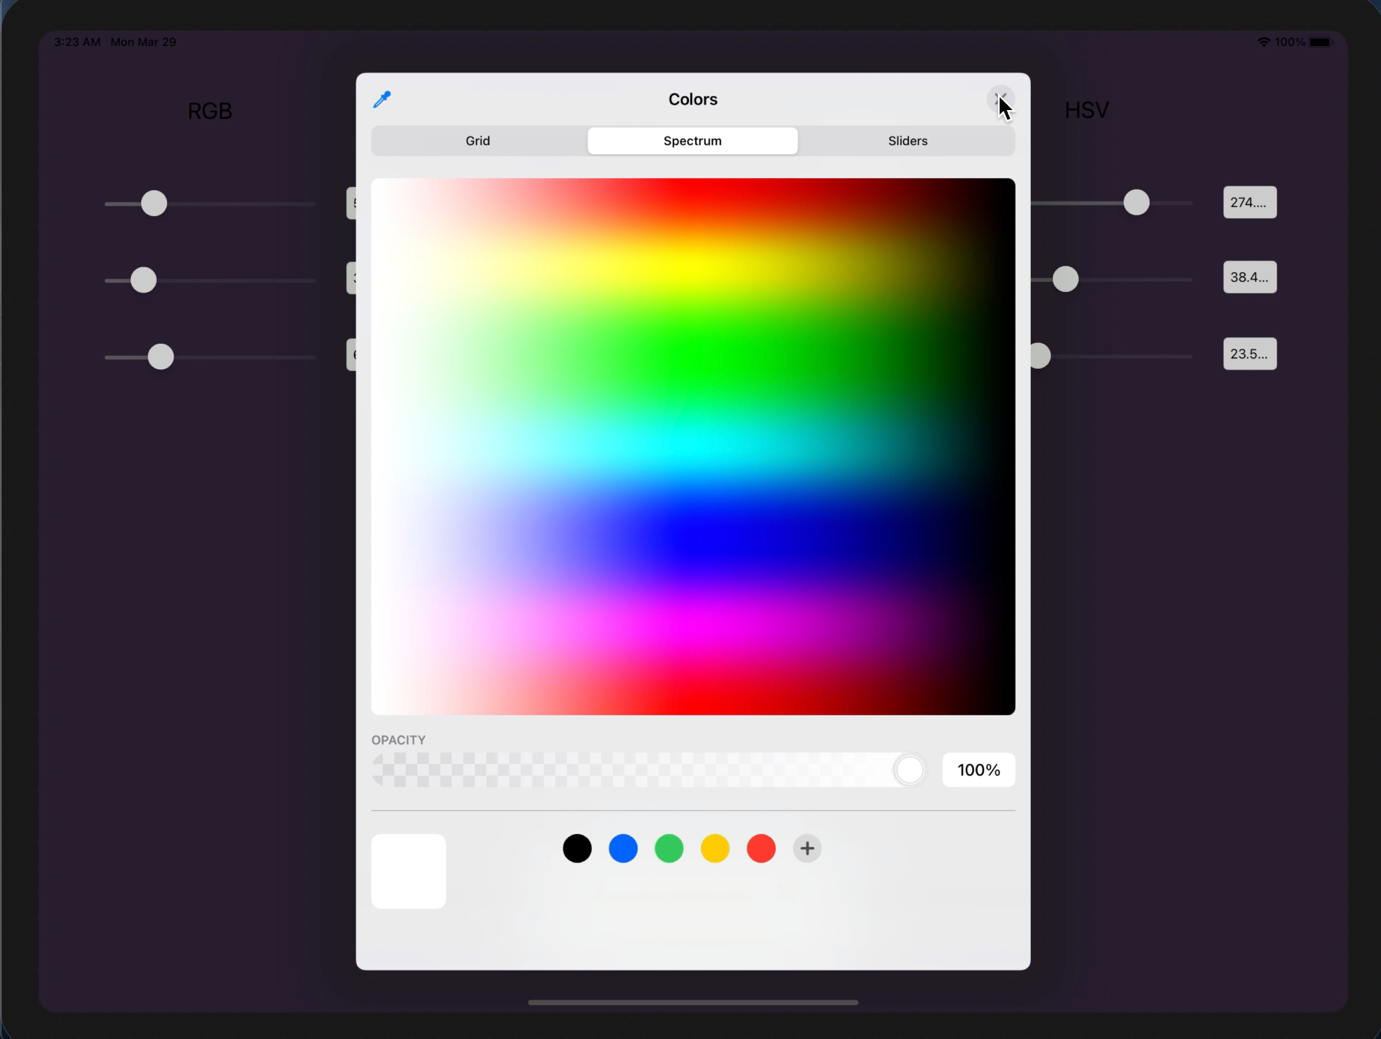 3:23 AM Mon Mar 29
100%
Colors
RGB
HSV
Grid
Spectrum
Sliders
274....
38.4...
23.5...
OPACITY
100%